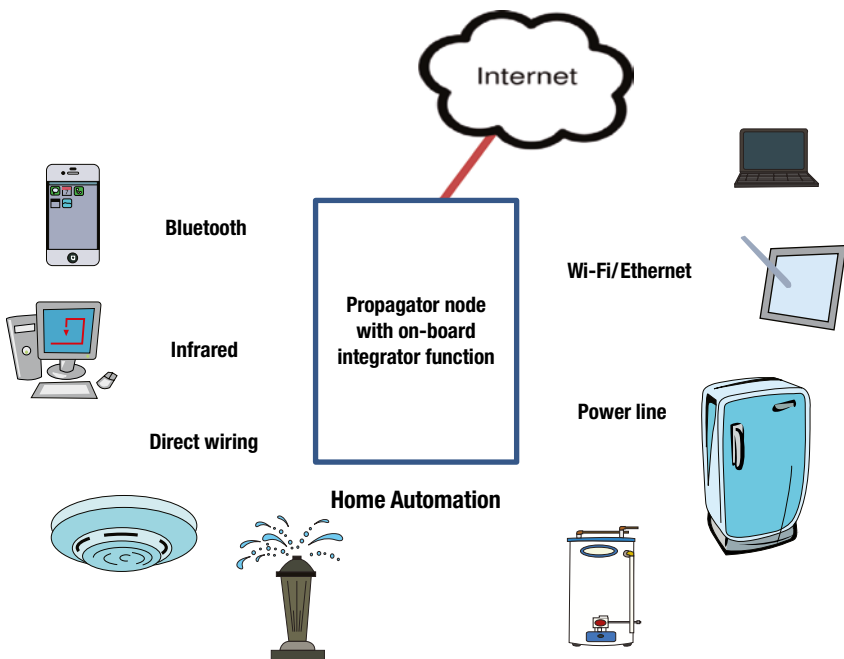 Internet
Bluetooth
Wi-Fi/Ethernet
Propagator node
with on-board
integrator function
Infrared
Power line
Direct wiring
Home Automation